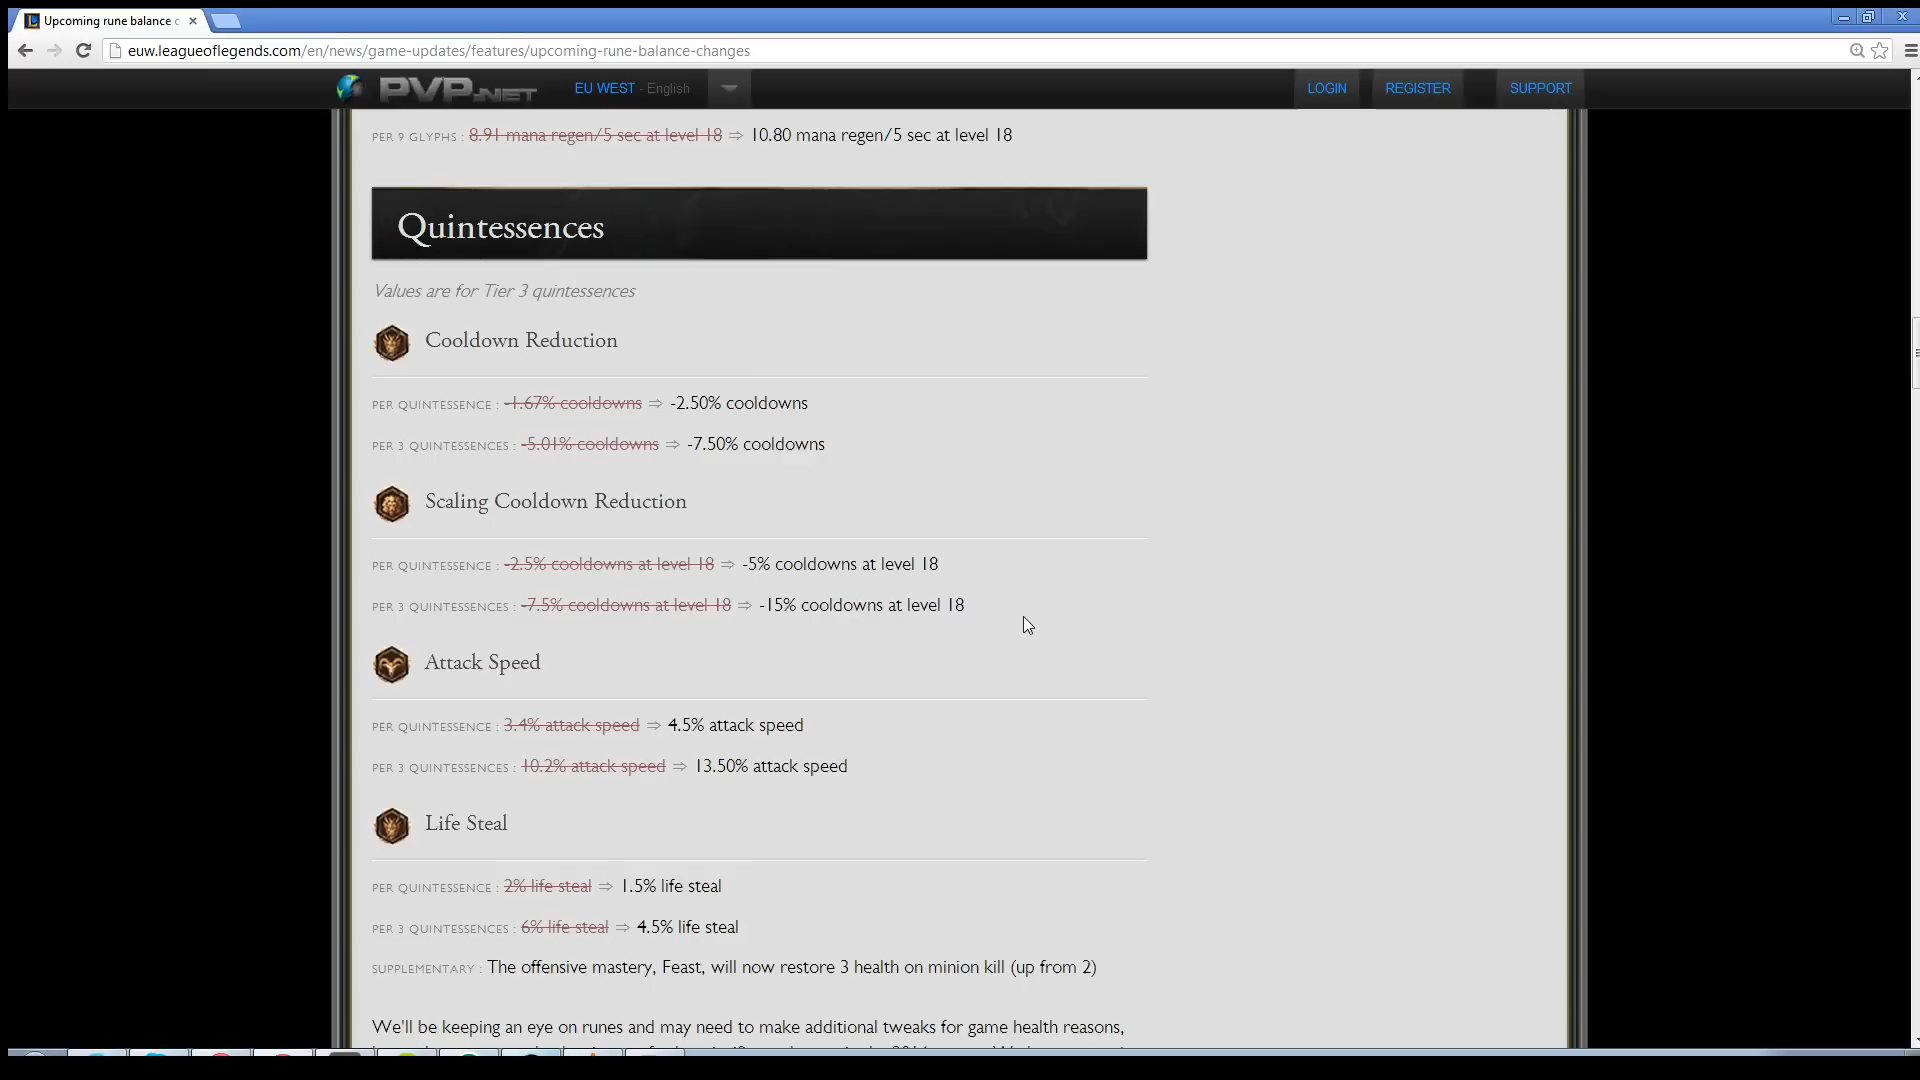 Upcoming rune balance c
euw.leagueoflegends.com/en/news/game-updates/features/upcoming-rune-balance-changes
PVP.NET EU WEST - English LOGIN REGISTER SUPPORT
PER 9 GLYPHS : 8.91 mana regen/5 sec at level 18 ⇒ 10.80 mana regen/5 sec at level 18
Quintessences
Values are for Tier 3 quintessences
Cooldown Reduction
PER QUINTESSENCE : -1.67% cooldowns ⇒ -2.50% cooldowns
PER 3 QUINTESSENCES : -5.01% cooldowns ⇒ -7.50% cooldowns
Scaling Cooldown Reduction
PER QUINTESSENCE : -2.5% cooldowns at level 18 ⇒ -5% cooldowns at level 18
PER 3 QUINTESSENCES : -7.5% cooldowns at level 18 ⇒ -15% cooldowns at level 18
Attack Speed
PER QUINTESSENCE : 3.4% attack speed ⇒ 4.5% attack speed
PER 3 QUINTESSENCES : 10.2% attack speed ⇒ 13.50% attack speed
Life Steal
PER QUINTESSENCE : 2% life steal ⇒ 1.5% life steal
PER 3 QUINTESSENCES : 6% life steal ⇒ 4.5% life steal
SUPPLEMENTARY : The offensive mastery, Feast, will now restore 3 health on minion kill (up from 2)
We'll be keeping an eye on runes and may need to make additional tweaks for game health reasons,